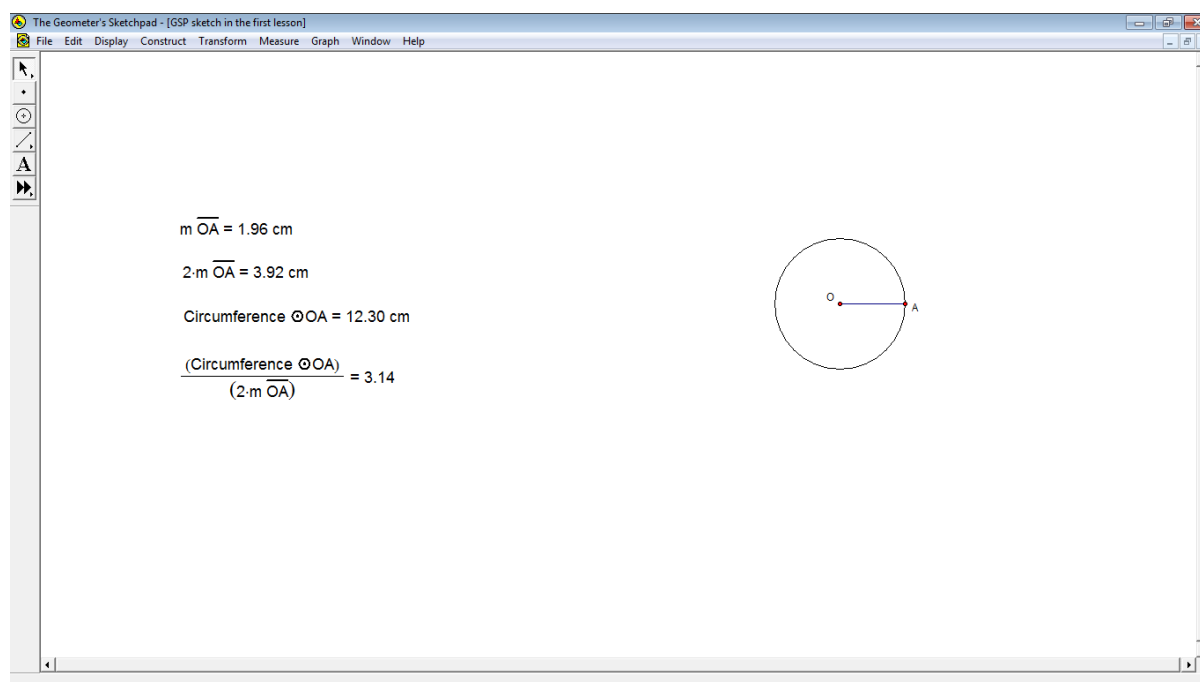 The Geometer's Sketchpad - [GSP sketch in the first lesson]
File Edit Display Construct Transform Measure Graph Window Help
A
m OA = 1.96 cm
2·m OA = 3.92 cm
Circumference ⊙OA = 12.30 cm
(Circumference ⊙OA)
(2·m OA)
= 3.14
O
A